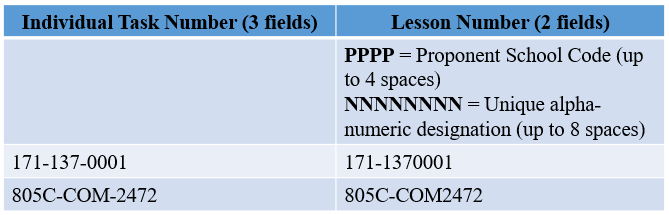 Individual Task Number (3 fields)
Lesson Number (2 fields)
PPPP = Proponent School Code (up
to 4 spaces)
NNNNNNNN = Unique alpha-
numeric designation (up to 8 spaces)
171-137-0001
171-1370001
805C-COM-2472
805C-COM2472